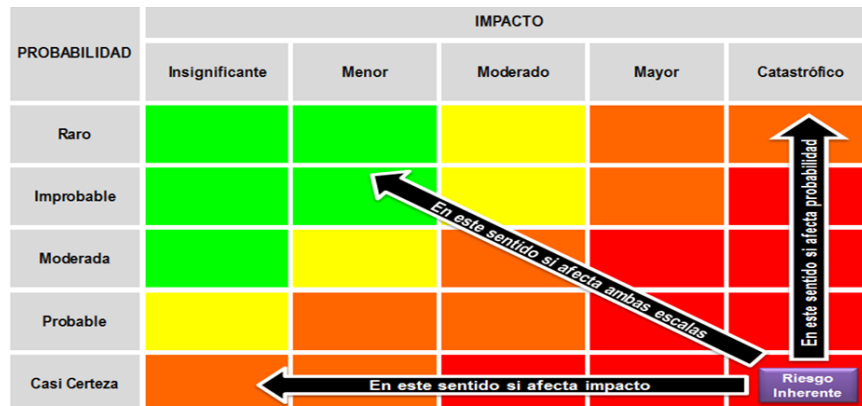 IMPACTO
PROBABILIDAD
Insignificante Menor Moderado Mayor Catastrófico
Raro
Improbable
Moderada
Probable
Casi Certeza
En este sentido si afecta probabilidad
En este sentido si afecta ambas escalas
En este sentido si afecta impacto
Riesgo
Inherente